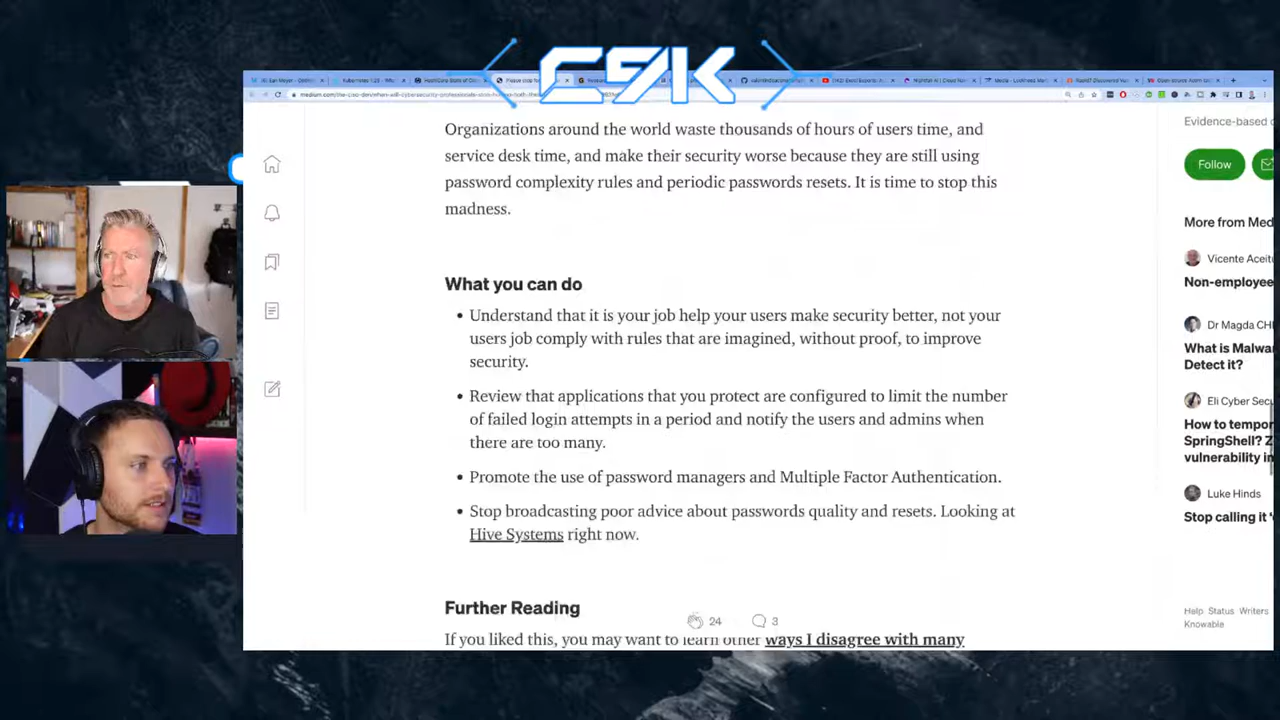 C9K
Organizations around the world waste thousands of hours of users time, and
service desk time, and make their security worse because they are still using
password complexity rules and periodic passwords resets. It is time to stop this
madness.
What you can do
• Understand that it is your job help your users make security better, not your
users job comply with rules that are imagined, without proof, to improve
security.
• Review that applications that you protect are configured to limit the number
of failed login attempts in a period and notify the users and admins when
there are too many.
• Promote the use of password managers and Multiple Factor Authentication.
• Stop broadcasting poor advice about passwords quality and resets. Looking at
Hive Systems right now.
Further Reading
24
3
If you liked this, you may want to learn other ways I disagree with many
Evidence-based
Follow
More from Med
Vicente Aceit
Non-employee
Dr Magda CH
What is Malwa
Detect it?
Eli Cyber Secu
How to tempor
SpringShell?
vulnerability in
Luke Hinds
Stop calling it
Help Status Writers
Knowable